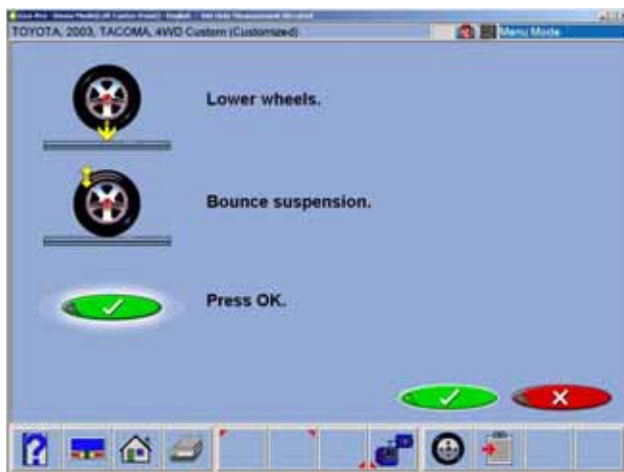 TOYOTA, 2003, TACOMA, 4WD Custom (Customized)
Menu Mode
Lower wheels.
Bounce suspension.
Press OK.
?